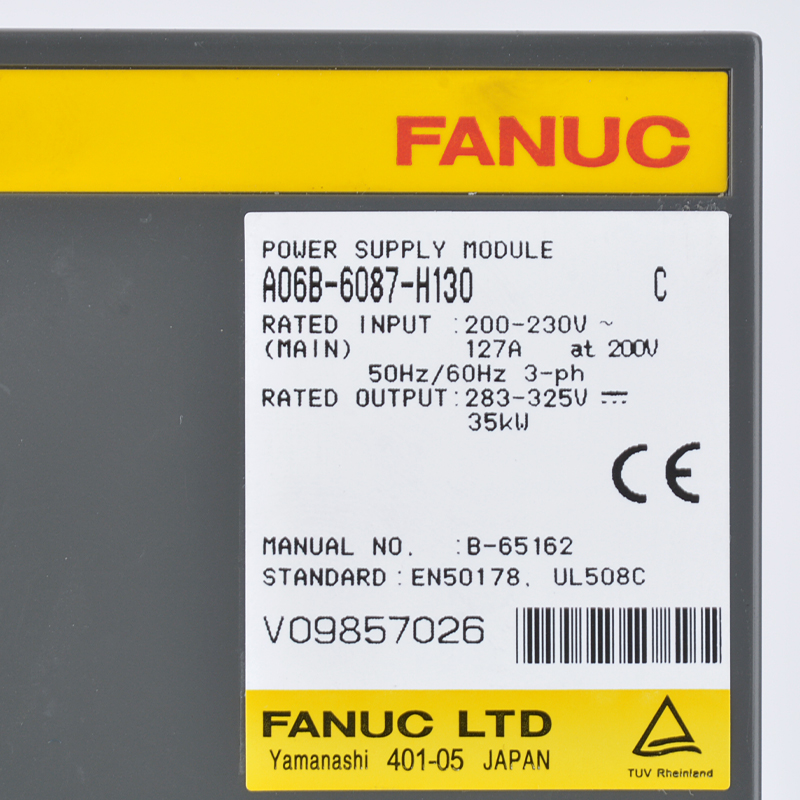 FANUC
POWER SUPPLY MODULE
A06B-6087-H130 C
RATED INPUT :200-230V ~
(MAIN) 127A at 200V
50Hz/60Hz 3-ph
RATED OUTPUT:283-325V ⎓
35kW
CE
MANUAL NO. :B-65162
STANDARD:EN50178, UL508C
V09857026
FANUC LTD
Yamanashi 401-05 JAPAN
TUV Rheinland